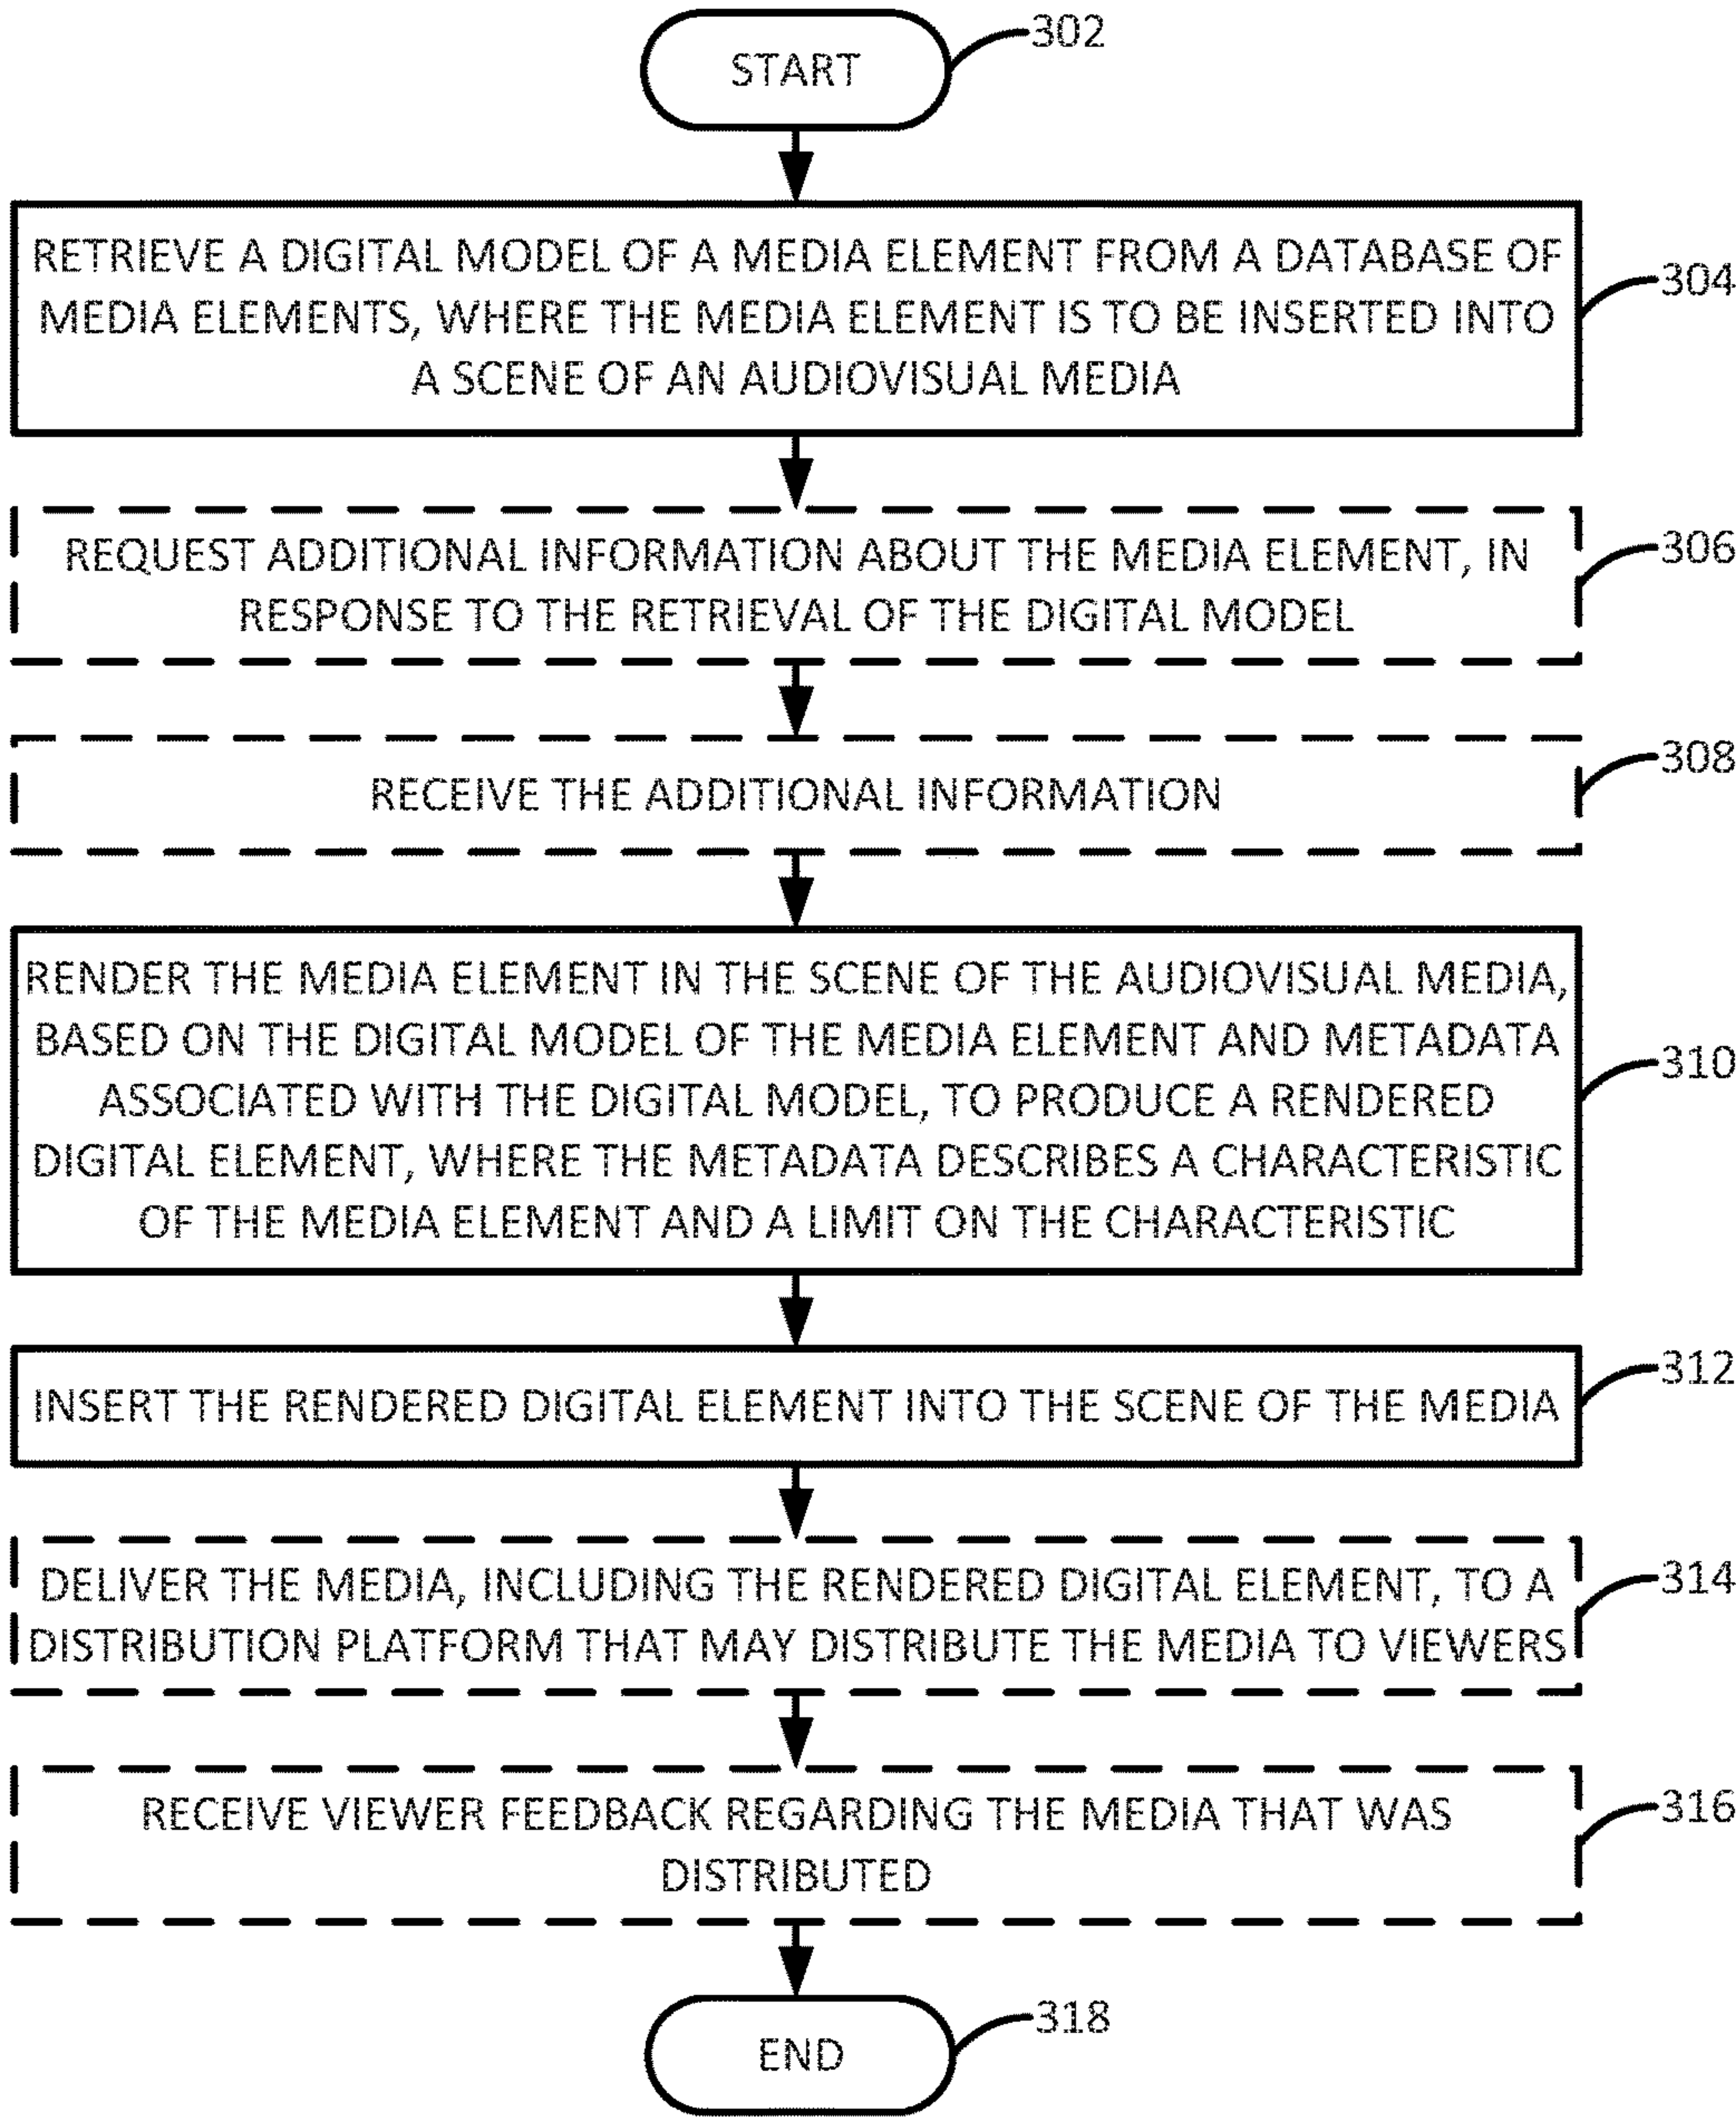 302
START
RETRIEVE A DIGITAL MODEL OF A MEDIA ELEMENT FROM A DATABASE OF
MEDIA ELEMENTS, WHERE THE MEDIA ELEMENT IS TO BE INSERTED INTO
A SCENE OF AN AUDIOVISUAL MEDIA
304
REQUEST ADDITIONAL INFORMATION ABOUT THE MEDIA ELEMENT, IN
RESPONSE TO THE RETRIEVAL OF THE DIGITAL MODEL
306
RECEIVE THE ADDITIONAL INFORMATION
308
RENDER THE MEDIA ELEMENT IN THE SCENE OF THE AUDIOVISUAL MEDIA,
BASED ON THE DIGITAL MODEL OF THE MEDIA ELEMENT AND METADATA
ASSOCIATED WITH THE DIGITAL MODEL, TO PRODUCE A RENDERED
DIGITAL ELEMENT, WHERE THE METADATA DESCRIBES A CHARACTERISTIC
OF THE MEDIA ELEMENT AND A LIMIT ON THE CHARACTERISTIC
310
INSERT THE RENDERED DIGITAL ELEMENT INTO THE SCENE OF THE MEDIA
312
DELIVER THE MEDIA, INCLUDING THE RENDERED DIGITAL ELEMENT, TO A
DISTRIBUTION PLATFORM THAT MAY DISTRIBUTE THE MEDIA TO VIEWERS
314
RECEIVE VIEWER FEEDBACK REGARDING THE MEDIA THAT WAS
DISTRIBUTED
316
END
318